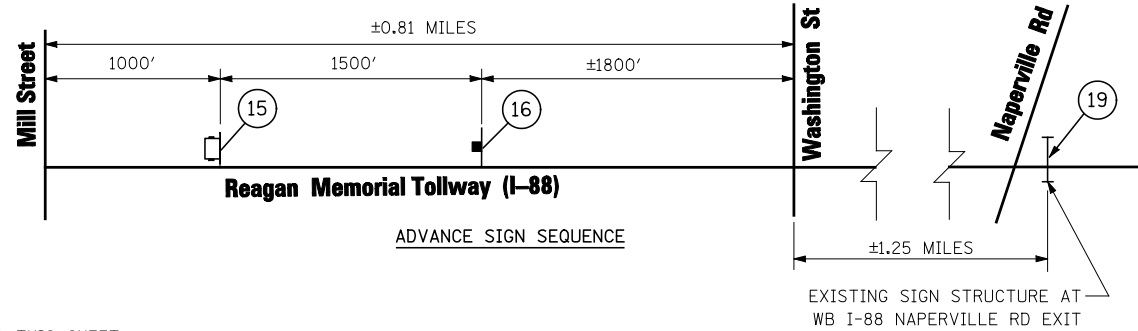 ±0.81 MILES
1000' 1500' ±1800'
Mill Street
Washington St
Naperville Rd
15
16
19
Reagan Memorial Tollway (I-88)
ADVANCE SIGN SEQUENCE
±1.25 MILES
EXISTING SIGN STRUCTURE AT
WB I-88 NAPERVILLE RD EXIT